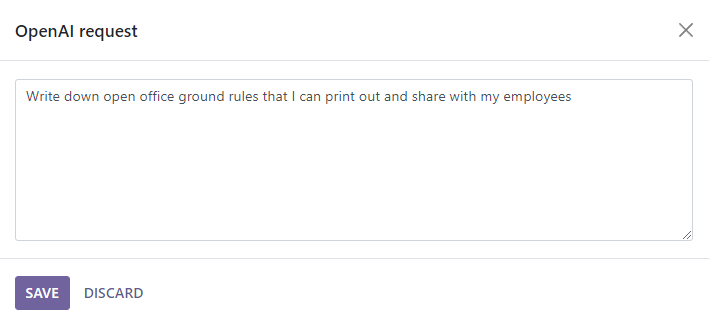 OpenAI request
Write down open office ground rules that I can print out and share with my employees
SAVE DISCARD